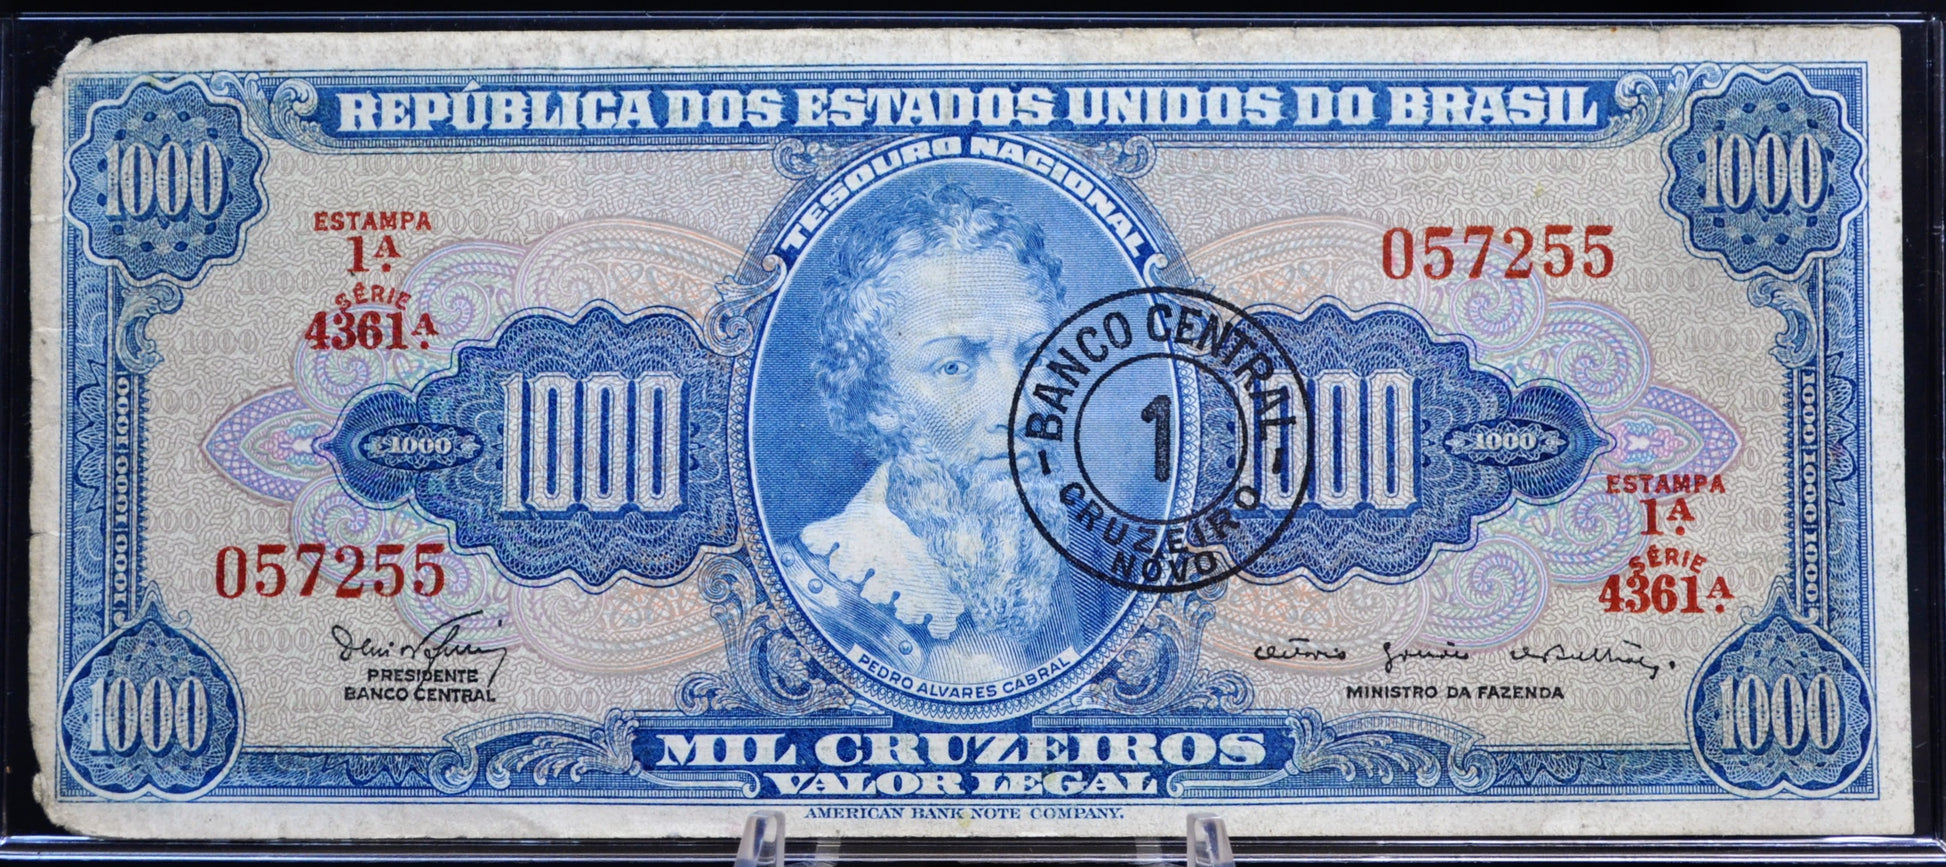 REPÚBLICA DOS ESTADOS UNIDOS DO BRASIL
1000
1000
TESOURO NACIONAL
ESTAMPA
1ᴬ.
SÉRIE
4361ᴬ.
057255
BANCO CENTRAL
1
CRUZEIRO
NOVO
1000
1000
1000
1000
057255
ESTAMPA
1ᴬ.
SÉRIE
4361ᴬ.
PRESIDENTE
BANCO CENTRAL
PEDRO ALVARES CABRAL
MINISTRO DA FAZENDA
1000
1000
MIL CRUZEIROS
VALOR LEGAL
AMERICAN BANK NOTE COMPANY.